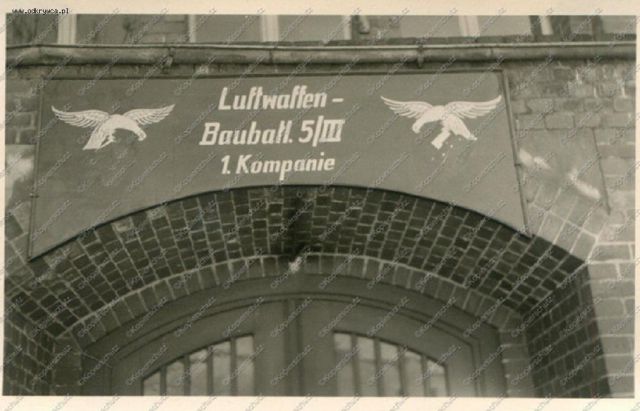 www.odkrywca.pl
Luftwaffen-
Baubatl. 5/III
1. Kompanie